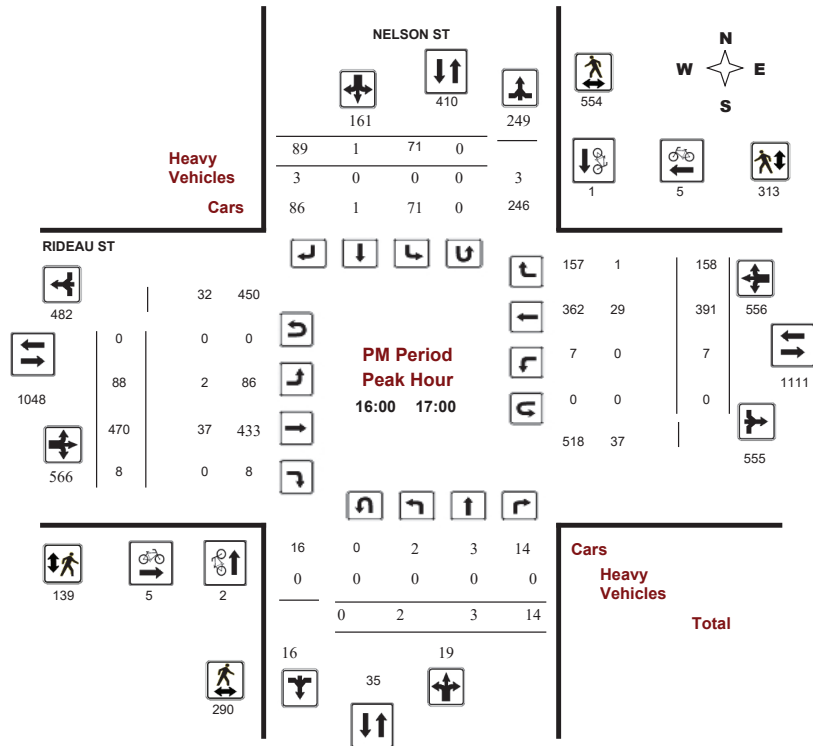 NELSON ST
N
W E
S
410
554
161 249
89 1 71 0
Heavy
Vehicles
3 0 0 0 3
1 5 313
Cars 86 1 71 0 246
RIDEAU ST
157 1 158
482 32 450
362 29 391 556
0 0 0
PM Period
Peak Hour
16:00 17:00
7 0 7
88 2 86
1048 1111
0 0 0
470 37 433
518 37
555
566 8 0 8
16 0 2 3 14 Cars
0 0 0 0 0 Heavy
Vehicles
139 5 2
0 2 3 14 Total
16 19
35
290